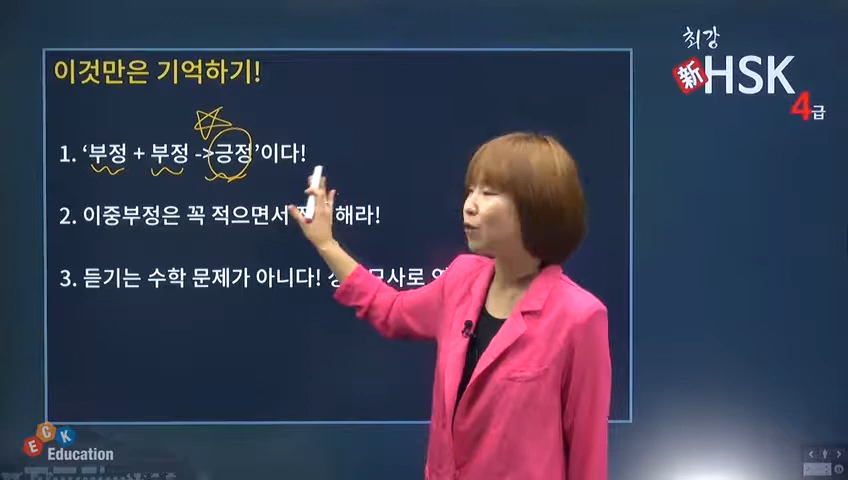 이것만은 기억하기!
최강
新HSK
4급
1. ‘부정 + 부정 ->긍정’이다!
2. 이중부정은 꼭 적으면서 해라!
3. 듣기는 수학 문제가 아니다!
ECK
Education